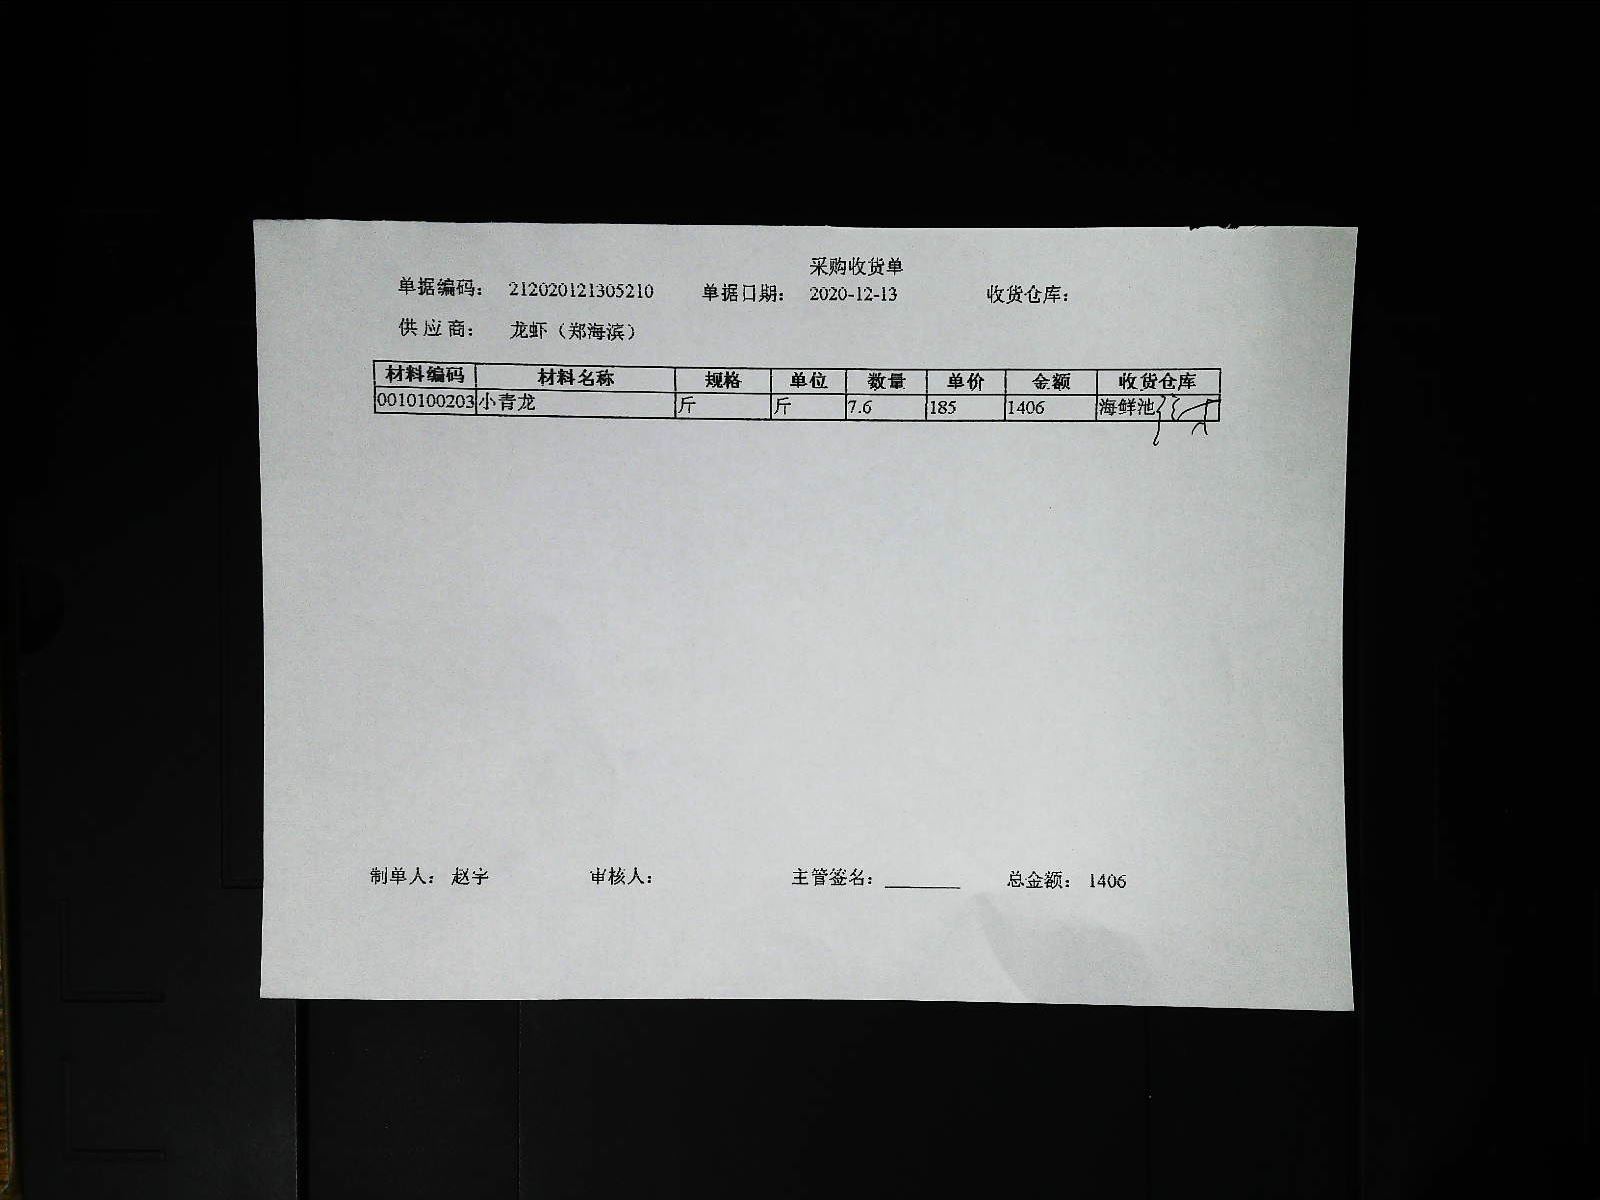 采购收货单
单据编码： 212020121305210 单据日期： 2020-12-13 收货仓库：
供应商： 龙虾（郑海滨）
材料编码 材料名称 规格 单位 数量 单价 金额 收货仓库
0010100203 小青龙 斤 斤 7.6 185 1406 海鲜池
制单人： 赵宇 审核人： 主管签名： 总金额： 1406